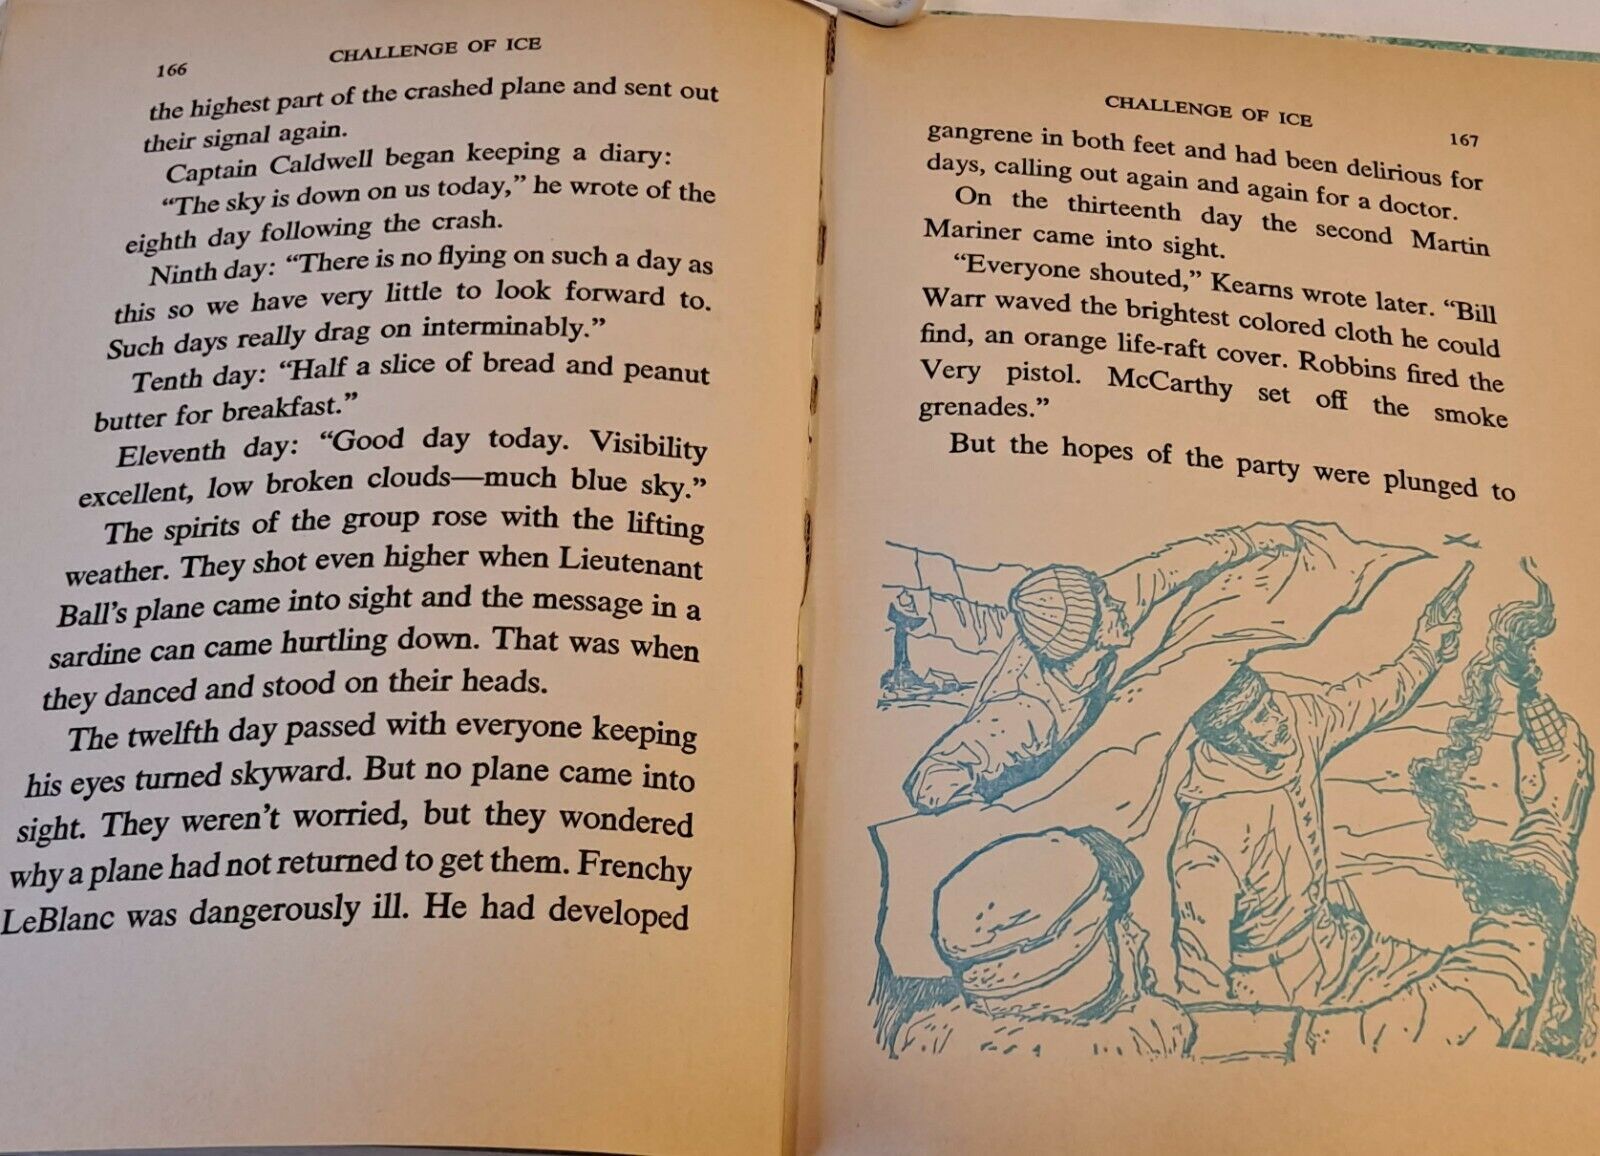 166
CHALLENGE OF ICE
the highest part of the crashed plane and sent out
their signal again.
Captain Caldwell began keeping a diary:
“The sky is down on us today,” he wrote of the
eighth day following the crash.
Ninth day: “There is no flying on such a day as
this so we have very little to look forward to.
Such days really drag on interminably.”
Tenth day: “Half a slice of bread and peanut
butter for breakfast.”
Eleventh day: “Good day today. Visibility
excellent, low broken clouds—much blue sky.”
The spirits of the group rose with the lifting
weather. They shot even higher when Lieutenant
Ball’s plane came into sight and the message in a
sardine can came hurtling down. That was when
they danced and stood on their heads.
The twelfth day passed with everyone keeping
his eyes turned skyward. But no plane came into
sight. They weren’t worried, but they wondered
why a plane had not returned to get them. Frenchy
LeBlanc was dangerously ill. He had developed
CHALLENGE OF ICE
167
gangrene in both feet and had been delirious for
days, calling out again and again for a doctor.
On the thirteenth day the second Martin
Mariner came into sight.
“Everyone shouted,” Kearns wrote later. “Bill
Warr waved the brightest colored cloth he could
find, an orange life-raft cover. Robbins fired the
Very pistol. McCarthy set off the smoke
grenades.”
But the hopes of the party were plunged to